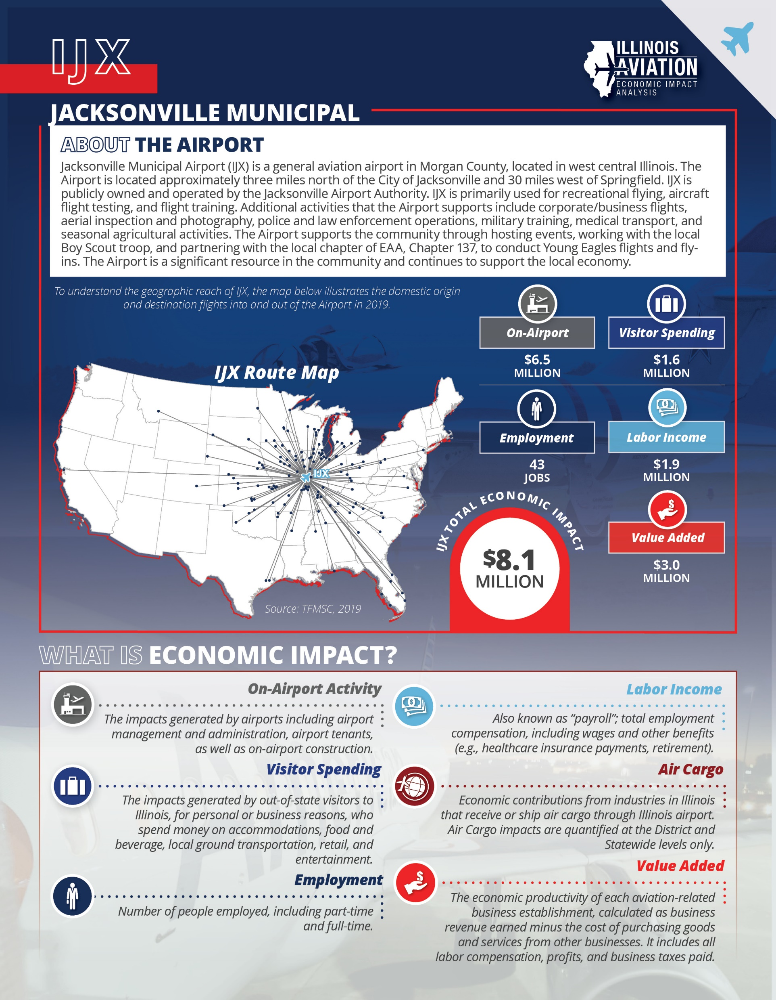 IJX
ILLINOIS
AVIATION
ECONOMIC IMPACT
ANALYSIS
JACKSONVILLE MUNICIPAL
ABOUT THE AIRPORT
Jacksonville Municipal Airport (IJX) is a general aviation airport in Morgan County, located in west central Illinois. The
Airport is located approximately three miles north of the City of Jacksonville and 30 miles west of Springfield. IJX is
publicly owned and operated by the Jacksonville Airport Authority. IJX is primarily used for recreational flying, aircraft
flight testing, and flight training. Additional activities that the Airport supports include corporate/business flights,
aerial inspection and photography, police and law enforcement operations, military training, medical transport, and
seasonal agricultural activities. The Airport supports the community through hosting events, working with the local
Boy Scout troop, and partnering with the local chapter of EAA, Chapter 137, to conduct Young Eagles flights and fly-
ins. The Airport is a significant resource in the community and continues to support the local economy.
To understand the geographic reach of IJX, the map below illustrates the domestic origin
and destination flights into and out of the Airport in 2019.
IJX Route Map
IJX
Source: TFMSC, 2019
On-Airport
$6.5
MILLION
Visitor Spending
$1.6
MILLION
Employment
43
JOBS
Labor Income
$1.9
MILLION
IJX TOTAL ECONOMIC IMPACT
$8.1
MILLION
Value Added
$3.0
MILLION
WHAT IS ECONOMIC IMPACT?
On-Airport Activity
The impacts generated by airports including airport
management and administration, airport tenants,
as well as on-airport construction.
Visitor Spending
The impacts generated by out-of-state visitors to
Illinois, for personal or business reasons, who
spend money on accommodations, food and
beverage, local ground transportation, retail, and
entertainment.
Employment
Number of people employed, including part-time
and full-time.
Labor Income
Also known as “payroll”; total employment
compensation, including wages and other benefits
(e.g., healthcare insurance payments, retirement).
Air Cargo
Economic contributions from industries in Illinois
that receive or ship air cargo through Illinois airport.
Air Cargo impacts are quantified at the District and
Statewide levels only.
Value Added
The economic productivity of each aviation-related
business establishment, calculated as business
revenue earned minus the cost of purchasing goods
and services from other businesses. It includes all
labor compensation, profits, and business taxes paid.